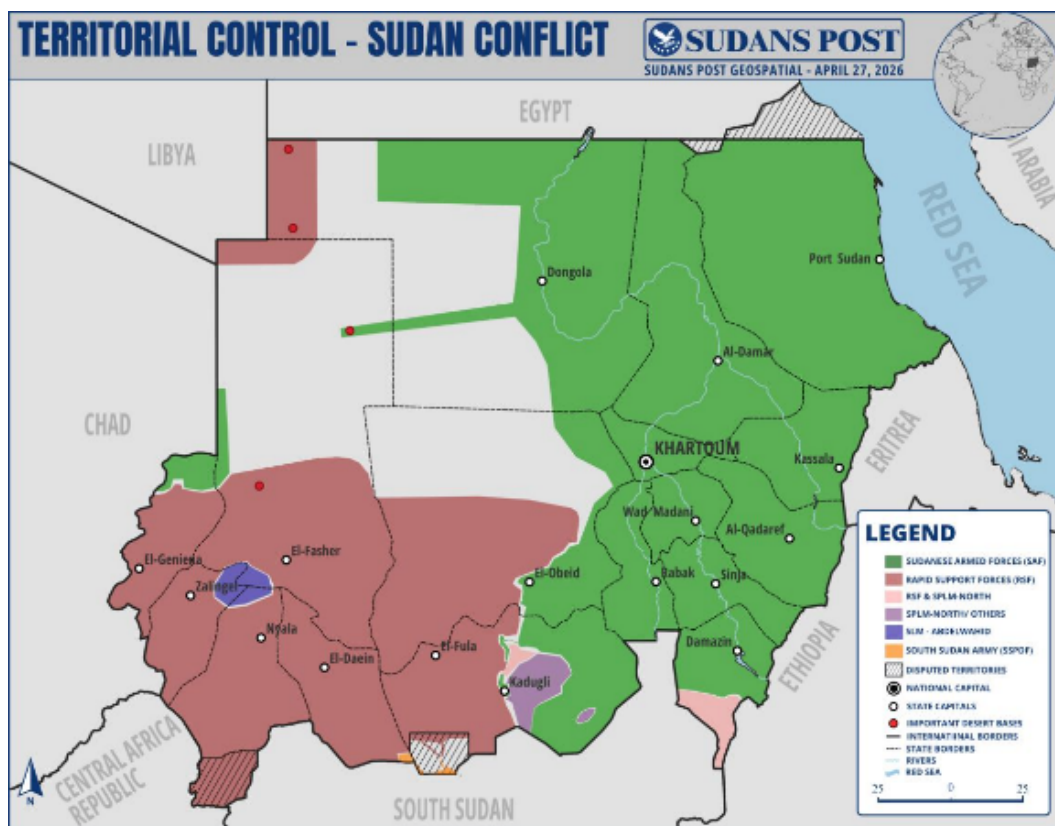 TERRITORIAL CONTROL - SUDAN CONFLICT
SUDANS POST
SUDANS POST GEOSPATIAL - APRIL 27, 2026
EGYPT
LIBYA
RED SEA
Port Sudan
Dongola
Al-Damar
CHAD
ERITREA
KHARTOUM
Kassala
Wad Madani
Al-Qadaref
El-Geniena
El-Fasher
El-Obeid
Babak
Sinja
Zalingei
Nyala
El-Daein
El-Fula
Damazin
ETHIOPIA
Kadugli
CENTRAL AFRICA
REPUBLIC
SOUTH SUDAN
N
LEGEND
SUDANESE ARMED FORCES (SAF)
RAPID SUPPORT FORCES (RSF)
RSF & SPLM-NORTH
SPLM-NORTH/ OTHERS
SLM - ABDELWAHID
SOUTH SUDAN ARMY (SSPDF)
DISPUTED TERRITORIES
NATIONAL CAPITAL
STATE CAPITALS
IMPORTANT DESERT BASES
STATE BORDERS
RIVERS
RED SEA
25 0 25